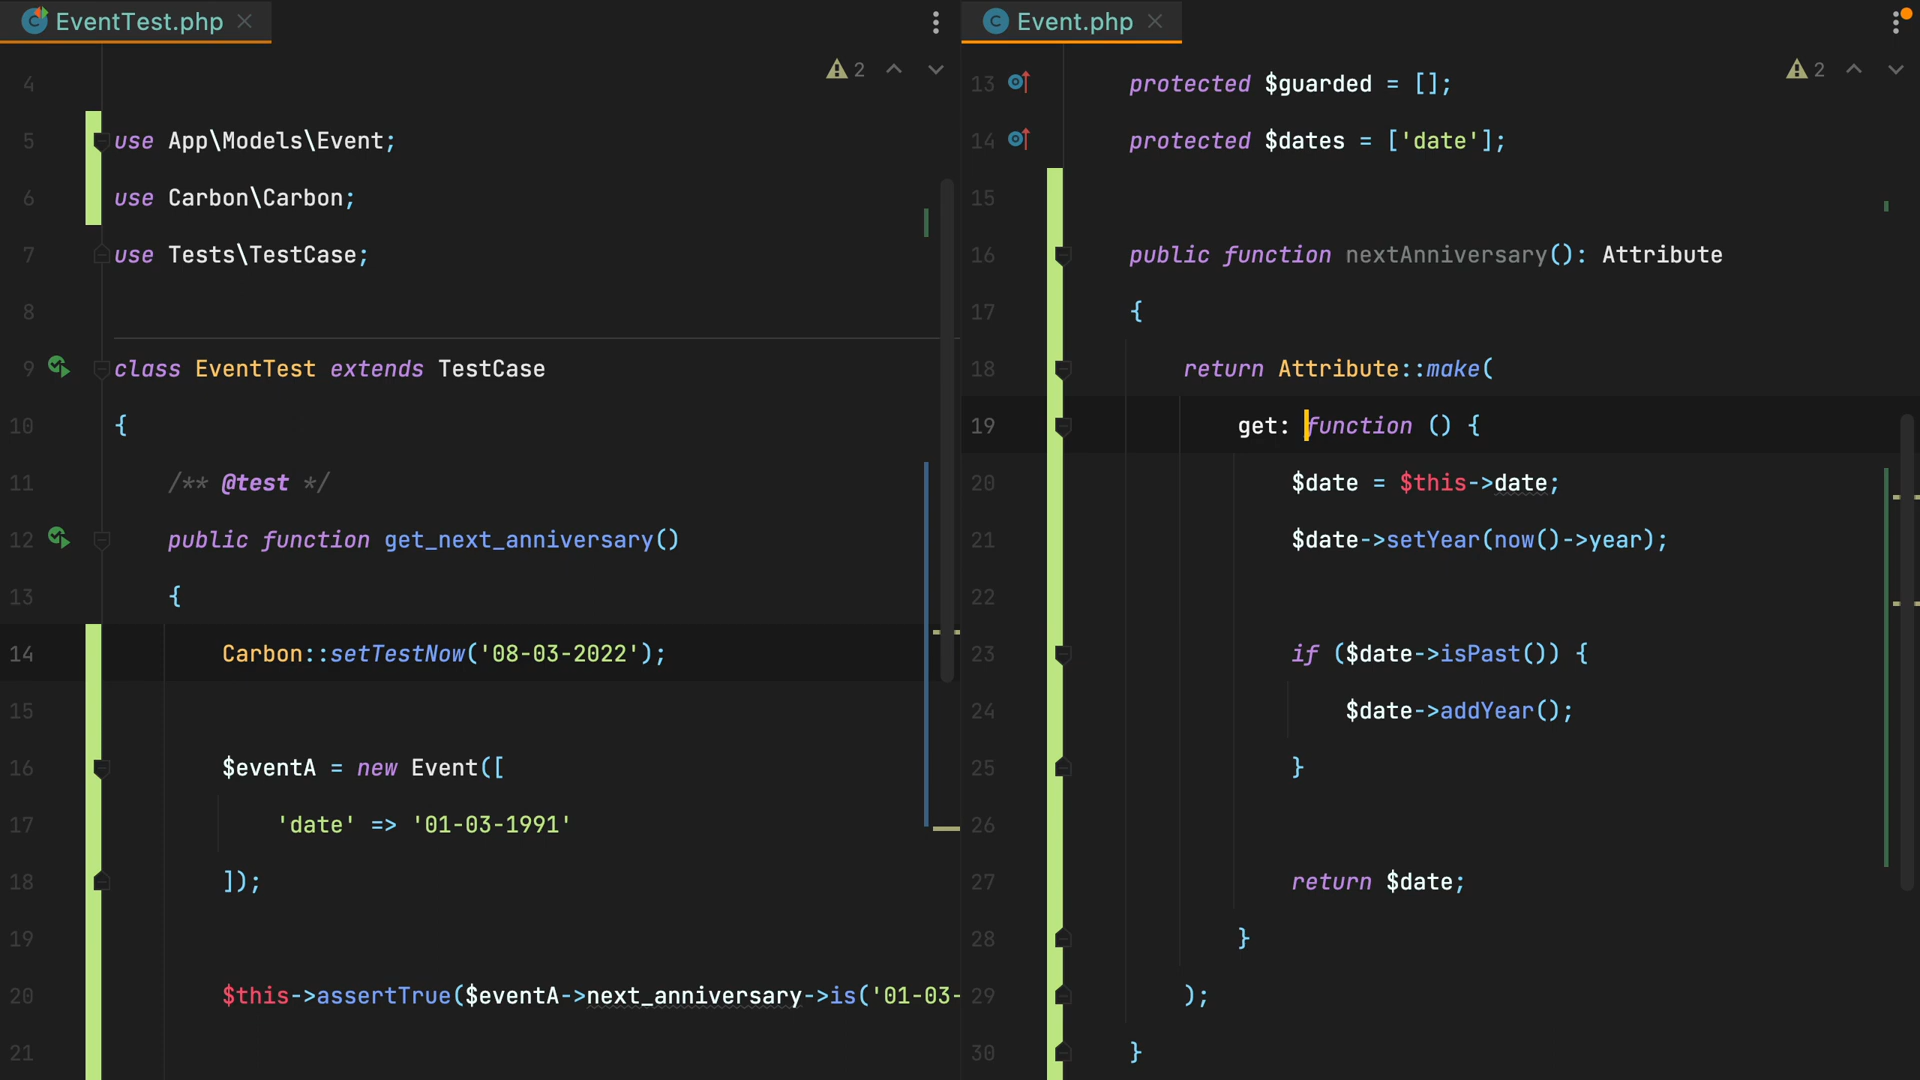 EventTest.php
2
4
5 use App\Models\Event;
6 use Carbon\Carbon;
7 use Tests\TestCase;
8
9 class EventTest extends TestCase
10 {
11 /** @test */
12 public function get_next_anniversary()
13 {
14 Carbon::setTestNow('08-03-2022');
15
16 $eventA = new Event([
17 'date' => '01-03-1991'
18 ]);
19
20 $this->assertTrue($eventA->next_anniversary->is('01-03-
21
Event.php
2
13 protected $guarded = [];
14 protected $dates = ['date'];
15
16 public function nextAnniversary(): Attribute
17 {
18 return Attribute::make(
19 get: function () {
20 $date = $this->date;
21 $date->setYear(now()->year);
22
23 if ($date->isPast()) {
24 $date->addYear();
25 }
26
27 return $date;
28 }
29 );
30 }